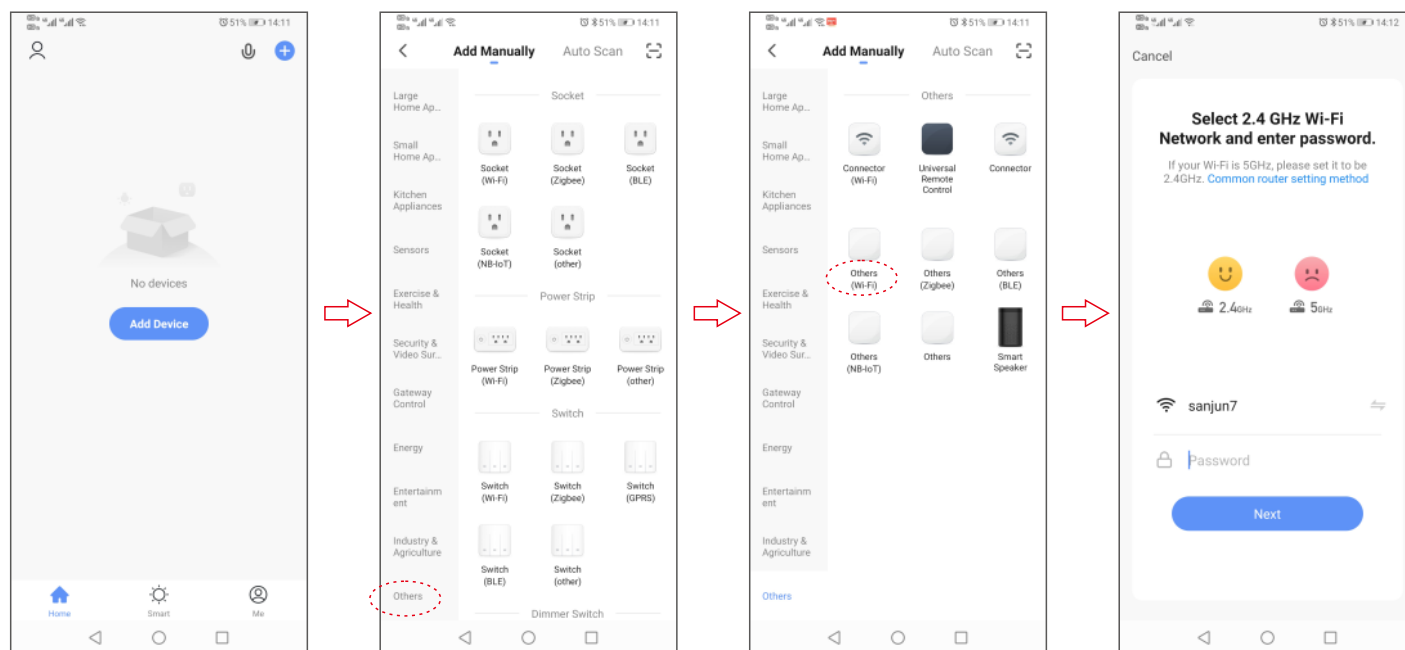 51% 14:11
No devices
Add Device
Home
Smart
Me
51% 14:11
Add Manually
Auto Scan
Large
Home Ap...
Small
Home Ap...
Kitchen
Appliances
Sensors
Exercise &
Health
Security &
Video Sur...
Gateway
Control
Energy
Entertainm
ent
Industry &
Agriculture
Others
Socket
Socket
(Wi-Fi)
Socket
(Zigbee)
Socket
(BLE)
Socket
(NB-IoT)
Socket
(other)
Power Strip
Power Strip
(Wi-Fi)
Power Strip
(Zigbee)
Power Strip
(other)
Switch
Switch
(Wi-Fi)
Switch
(Zigbee)
Switch
(GPRS)
Switch
(BLE)
Switch
(other)
Dimmer Switch
51% 14:11
Add Manually
Auto Scan
Large
Home Ap...
Small
Home Ap...
Kitchen
Appliances
Sensors
Exercise &
Health
Security &
Video Sur...
Gateway
Control
Energy
Entertainm
ent
Industry &
Agriculture
Others
Others
Connector
(Wi-Fi)
Universal
Remote
Control
Connector
Others
(Wi-Fi)
Others
(Zigbee)
Others
(BLE)
Others
(NB-IoT)
Others
Smart
Speaker
51% 14:12
Cancel
Select 2.4 GHz Wi-Fi
Network and enter password.
If your Wi-Fi is 5GHz, please set it to be
2.4GHz. Common router setting method
2.4GHz
5GHz
sanjun7
Password
Next